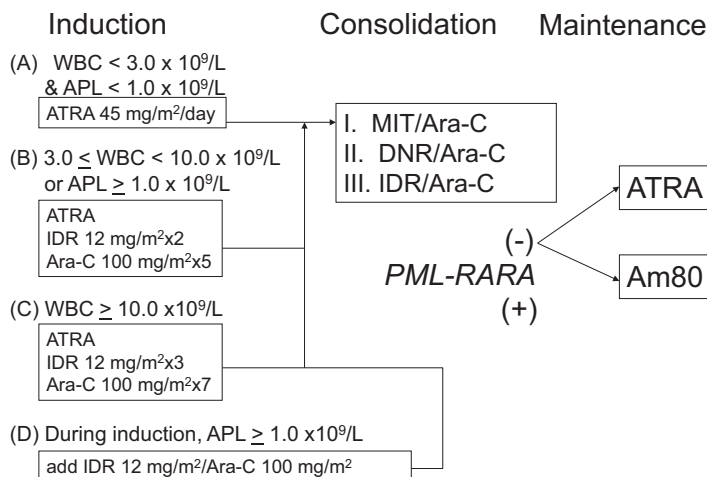 Induction Consolidation Maintenance
(A) WBC < 3.0 x 10⁹/L
& APL < 1.0 x 10⁹/L
ATRA 45 mg/m²/day
(B) 3.0 ≤ WBC < 10.0 x 10⁹/L
or APL ≥ 1.0 x 10⁹/L
ATRA
IDR 12 mg/m²x2
Ara-C 100 mg/m²x5
(C) WBC ≥ 10.0 x10⁹/L
ATRA
IDR 12 mg/m²x3
Ara-C 100 mg/m²x7
(D) During induction, APL ≥ 1.0 x10⁹/L
add IDR 12 mg/m²/Ara-C 100 mg/m²
I. MIT/Ara-C
II. DNR/Ara-C
III. IDR/Ara-C
(-)
PML-RARA
(+)
ATRA
Am80